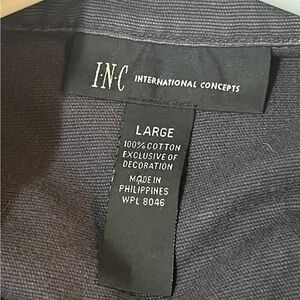 I·N·C INTERNATIONAL CONCEPTS
LARGE
100% COTTON
EXCLUSIVE OF
DECORATION
MADE IN
PHILIPPINES
WPL 8046